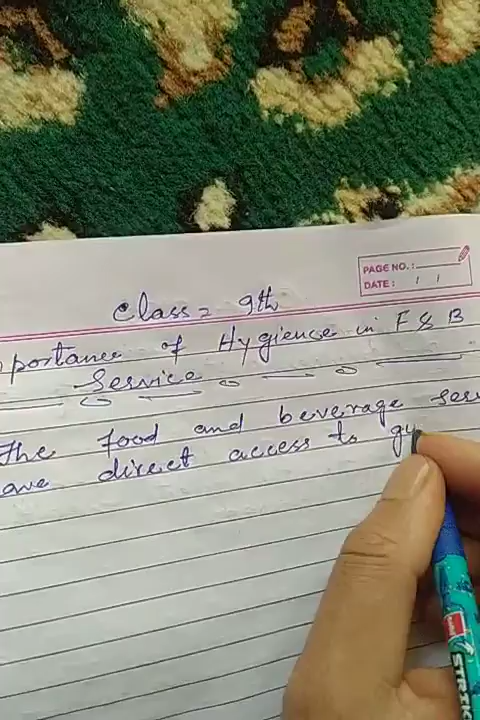 PAGE NO.:
DATE: / /
Class = 9th
portance of Hygience in F & B
Service
The food and beverage ser
ave direct access to gu
STRIK